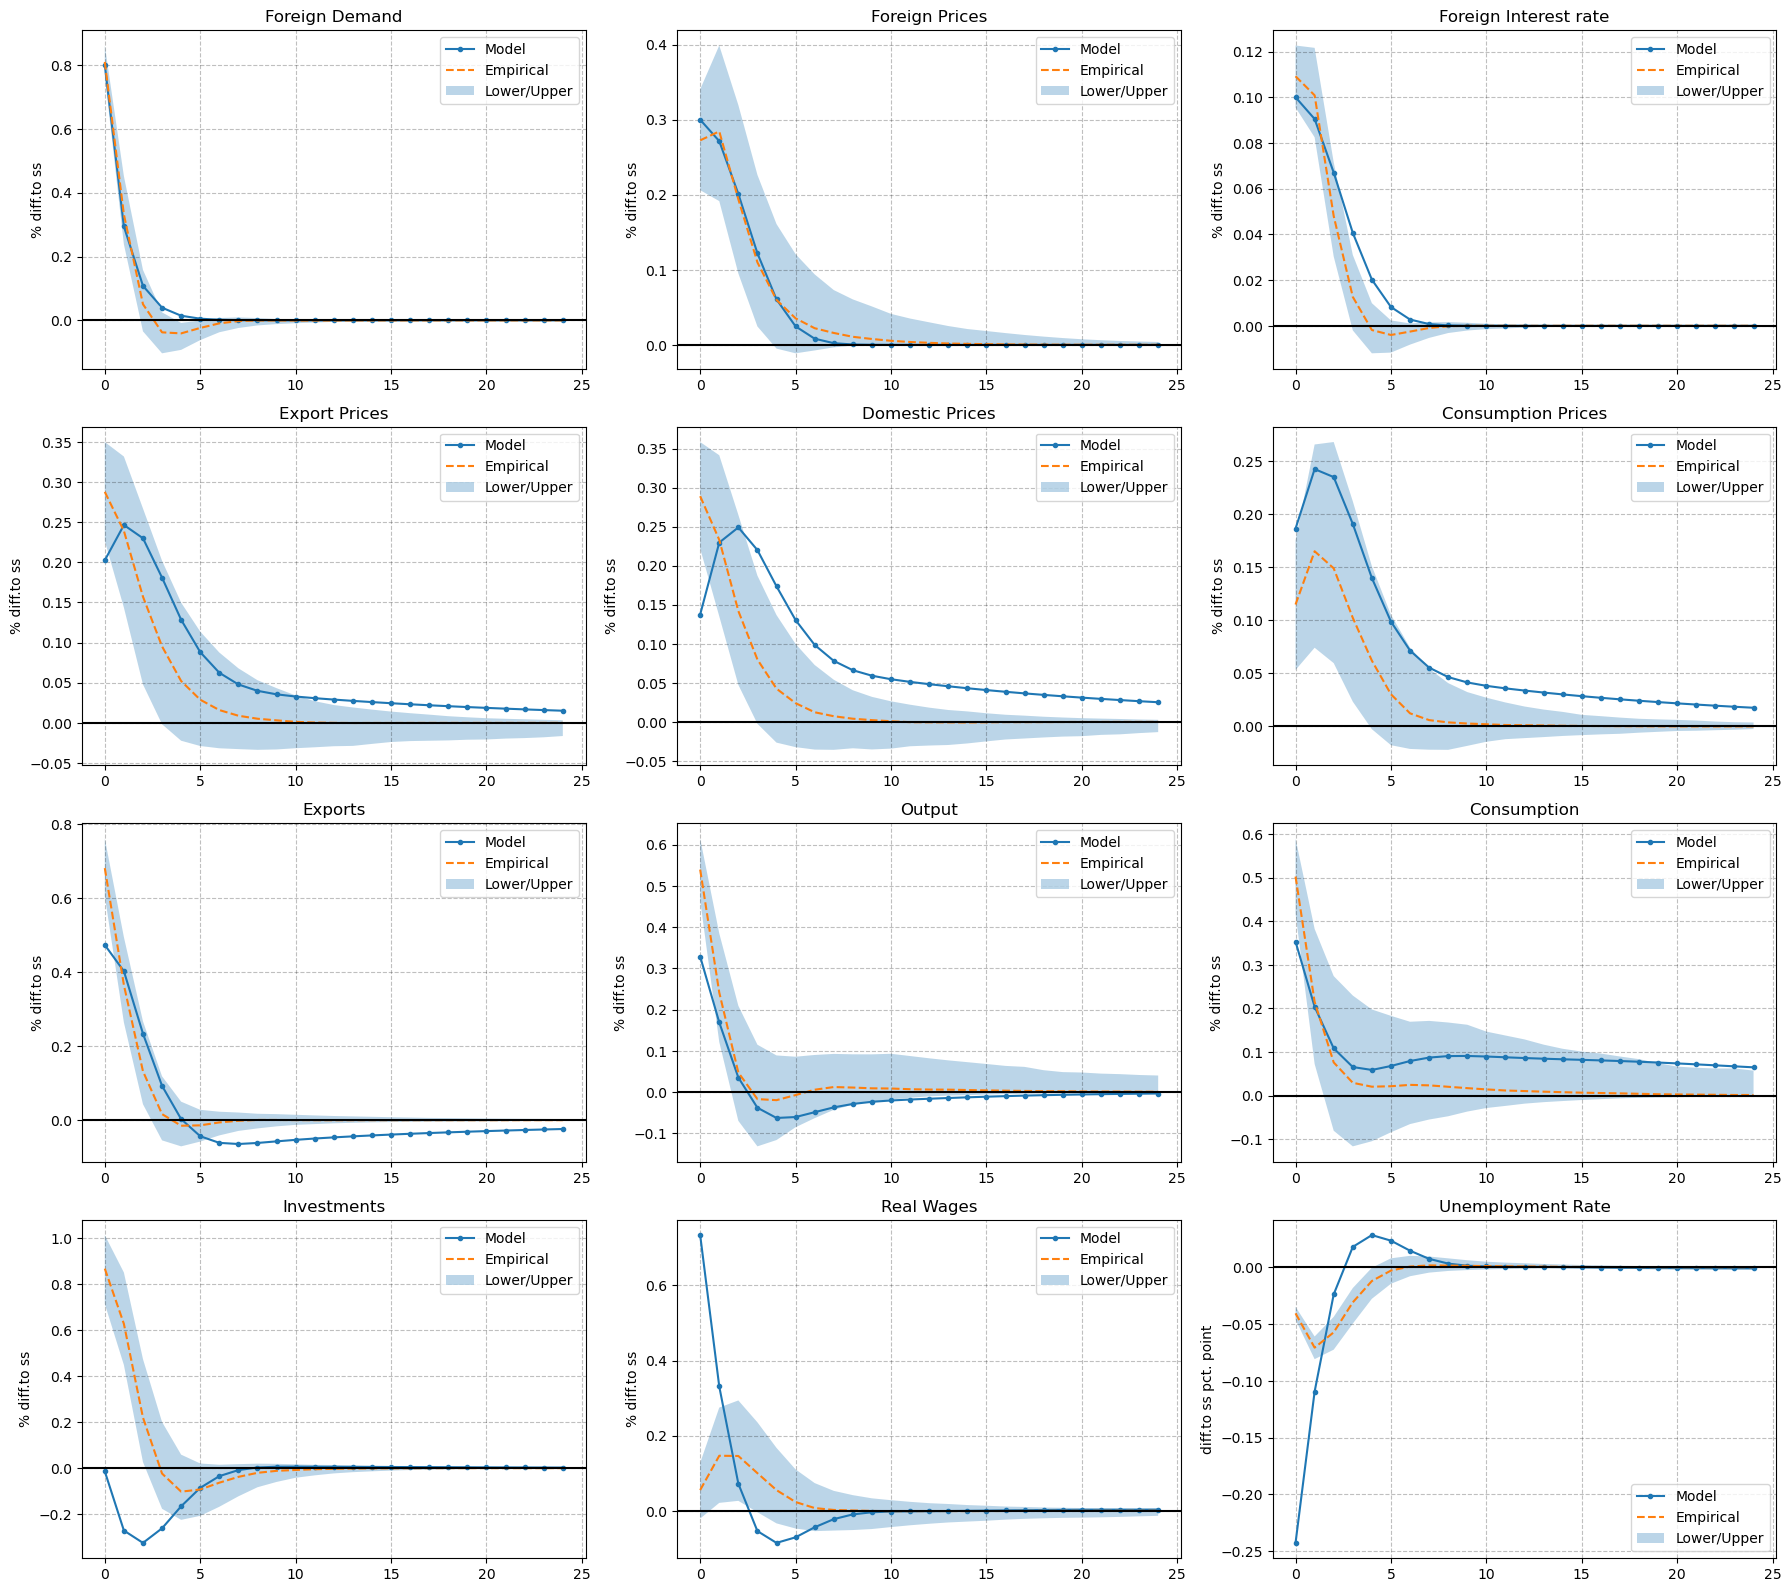 Foreign Demand
% diff.to ss
0.8
0.6
0.4
0.2
0.0
0 5 10 15 20 25
Model
Empirical
Lower/Upper
Foreign Prices
% diff.to ss
0.4
0.3
0.2
0.1
0.0
0 5 10 15 20 25
Model
Empirical
Lower/Upper
Foreign Interest rate
% diff.to ss
0.12
0.10
0.08
0.06
0.04
0.02
0.00
0 5 10 15 20 25
Model
Empirical
Lower/Upper
Export Prices
% diff.to ss
0.35
0.30
0.25
0.20
0.15
0.10
0.05
0.00
−0.05
0 5 10 15 20 25
Model
Empirical
Lower/Upper
Domestic Prices
% diff.to ss
0.35
0.30
0.25
0.20
0.15
0.10
0.05
0.00
−0.05
0 5 10 15 20 25
Model
Empirical
Lower/Upper
Consumption Prices
% diff.to ss
0.25
0.20
0.15
0.10
0.05
0.00
0 5 10 15 20 25
Model
Empirical
Lower/Upper
Exports
% diff.to ss
0.8
0.6
0.4
0.2
0.0
0 5 10 15 20 25
Model
Empirical
Lower/Upper
Output
% diff.to ss
0.6
0.5
0.4
0.3
0.2
0.1
0.0
−0.1
0 5 10 15 20 25
Model
Empirical
Lower/Upper
Consumption
% diff.to ss
0.6
0.5
0.4
0.3
0.2
0.1
0.0
−0.1
0 5 10 15 20 25
Model
Empirical
Lower/Upper
Investments
% diff.to ss
1.0
0.8
0.6
0.4
0.2
0.0
−0.2
0 5 10 15 20 25
Model
Empirical
Lower/Upper
Real Wages
% diff.to ss
0.6
0.4
0.2
0.0
0 5 10 15 20 25
Model
Empirical
Lower/Upper
Unemployment Rate
diff.to ss pct. point
0.00
−0.05
−0.10
−0.15
−0.20
−0.25
0 5 10 15 20 25
Model
Empirical
Lower/Upper